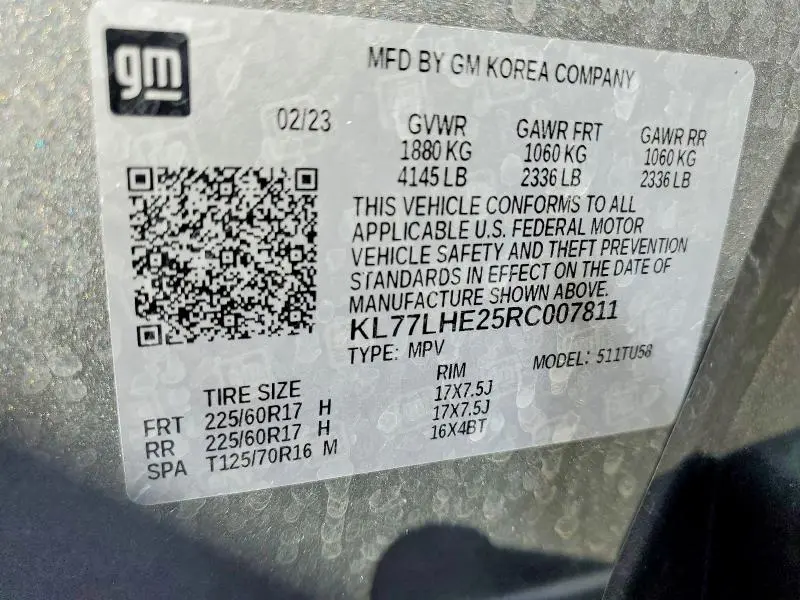 gm
MFD BY GM KOREA COMPANY
02/23
GVWR GAWR FRT GAWR RR
1880 KG 1060 KG 1060 KG
4145 LB 2336 LB 2336 LB
THIS VEHICLE CONFORMS TO ALL
APPLICABLE U.S. FEDERAL MOTOR
VEHICLE SAFETY AND THEFT PREVENTION
STANDARDS IN EFFECT ON THE DATE OF
MANUFACTURE SHOWN ABOVE.
KL77LHE25RC007811
TYPE: MPV MODEL: 511TU58
TIRE SIZE RIM
FRT 225/60R17 H 17X7.5J
RR 225/60R17 H 17X7.5J
SPA T125/70R16 M 16X4BT